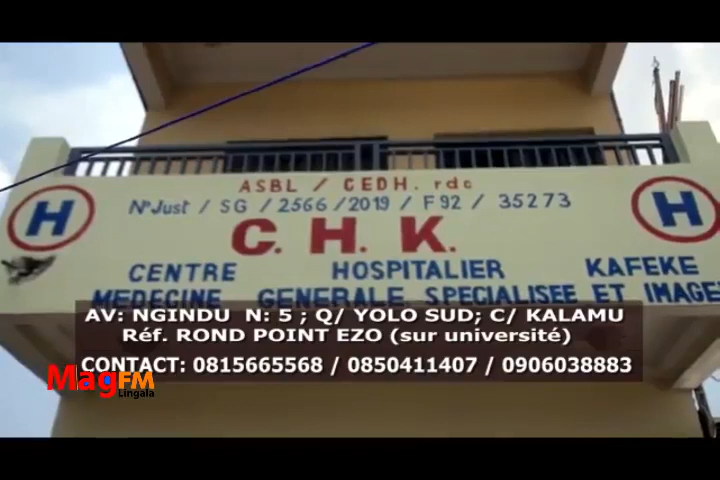 ASBL / CEDH. rdc
N° Just / SG / 2566 / 2019 / F92 / 35273
H
H
C. H. K.
CENTRE HOSPITALIER KAFEKE
MEDECINE GENERALE SPECIALISEE ET IMAGE
AV: NGINDU N: 5 ; Q/ YOLO SUD; C/ KALAMU
Réf. ROND POINT EZO (sur université)
CONTACT: 0815665568 / 0850411407 / 0906038883
MagFM
Lingala